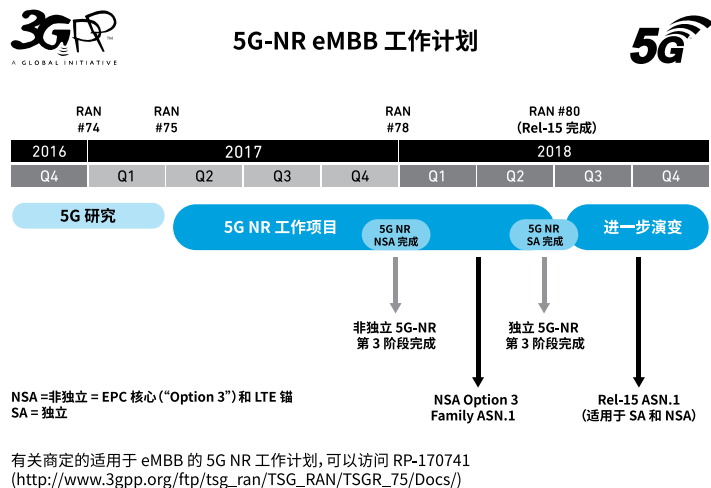 3GPP™
A GLOBAL INITIATIVE
5G-NR eMBB 工作计划
5G
RAN
#74
RAN
#75
RAN
#78
RAN #80
（Rel-15 完成）
2016
2017
2018
Q4
Q1
Q2
Q3
Q4
Q1
Q2
Q3
Q4
5G 研究
5G NR 工作项目
5G NR
NSA 完成
5G NR
SA 完成
进一步演变
非独立 5G-NR
第 3 阶段完成
独立 5G-NR
第 3 阶段完成
NSA =非独立 = EPC 核心（“Option 3”）和 LTE 锚
SA = 独立
NSA Option 3
Family ASN.1
Rel-15 ASN.1
（适用于 SA 和 NSA）
有关商定的适用于 eMBB 的 5G NR 工作计划，可以访问 RP-170741
(http://www.3gpp.org/ftp/tsg_ran/TSG_RAN/TSGR_75/Docs/)